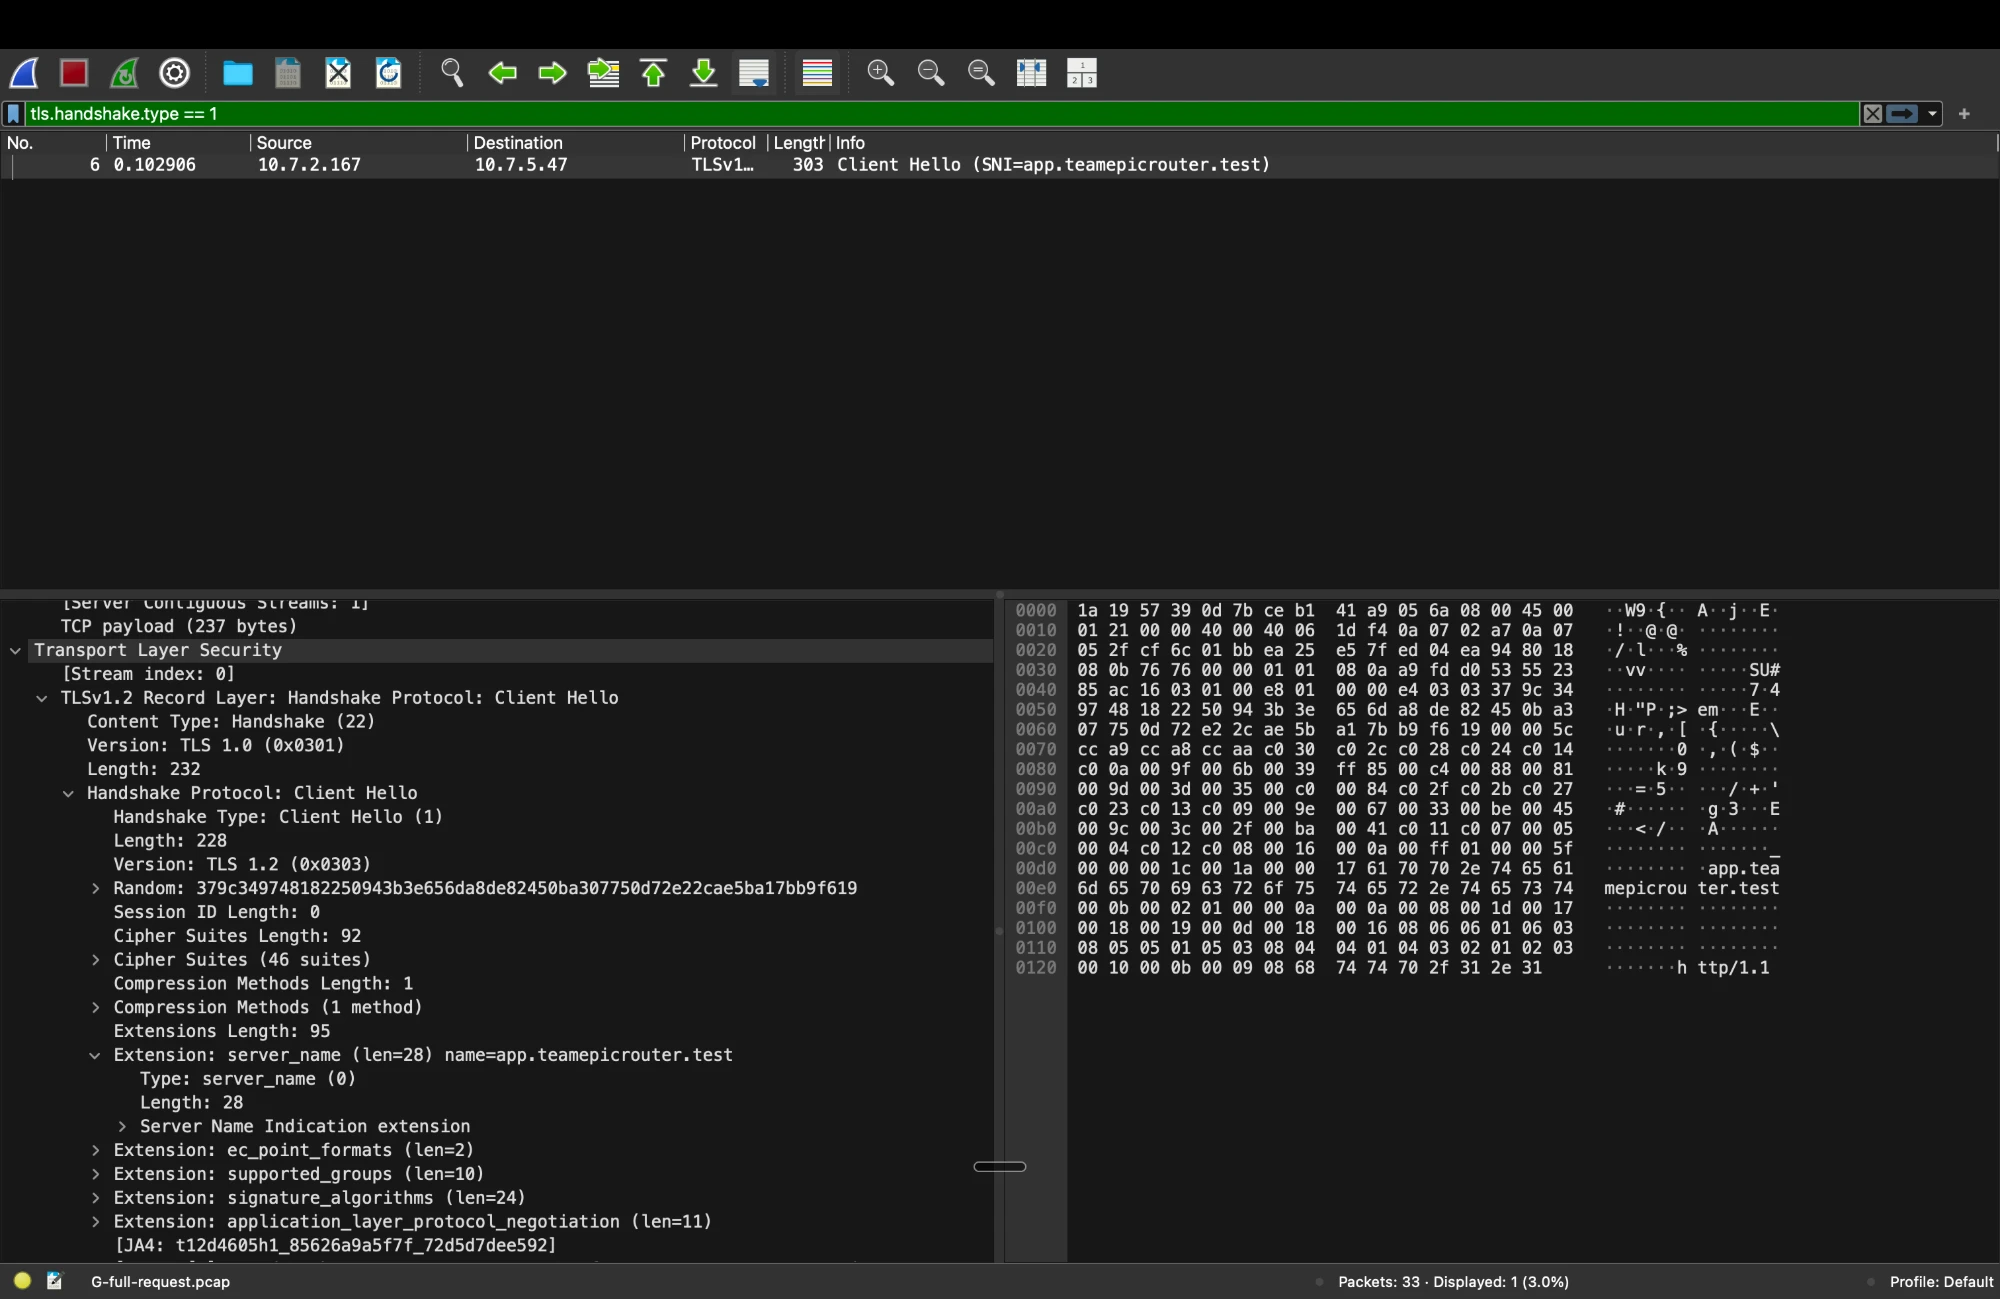 tls.handshake.type == 1
No. Time Source Destination Protocol Length Info
6 0.102906 10.7.2.167 10.7.5.47 TLSv1… 303 Client Hello (SNI=app.teamepicrouter.test)
[Server Contiguous Streams: 1]
TCP payload (237 bytes)
Transport Layer Security
[Stream index: 0]
TLSv1.2 Record Layer: Handshake Protocol: Client Hello
Content Type: Handshake (22)
Version: TLS 1.0 (0x0301)
Length: 232
Handshake Protocol: Client Hello
Handshake Type: Client Hello (1)
Length: 228
Version: TLS 1.2 (0x0303)
Random: 379c349748182250943b3e656da8de82450ba307750d72e22cae5ba17bb9f619
Session ID Length: 0
Cipher Suites Length: 92
Cipher Suites (46 suites)
Compression Methods Length: 1
Compression Methods (1 method)
Extensions Length: 95
Extension: server_name (len=28) name=app.teamepicrouter.test
Type: server_name (0)
Length: 28
Server Name Indication extension
Extension: ec_point_formats (len=2)
Extension: supported_groups (len=10)
Extension: signature_algorithms (len=24)
Extension: application_layer_protocol_negotiation (len=11)
[JA4: t12d4605h1_85626a9a5f7f_72d5d7dee592]
0000 1a 19 57 39 0d 7b ce b1 41 a9 05 6a 08 00 45 00 ··W9·{·· A··j··E·
0010 01 21 00 00 40 00 40 06 1d f4 0a 07 02 a7 0a 07 ·!··@·@· ········
0020 05 2f cf 6c 01 bb ea 25 e5 7f ed 04 ea 94 80 18 ·/·l···% ········
0030 08 0b 76 76 00 00 01 01 08 0a a9 fd d0 53 55 23 ··vv···· ·····SU#
0040 85 ac 16 03 01 00 e8 01 00 00 e4 03 03 37 9c 34 ········ ·····7·4
0050 97 48 18 22 50 94 3b 3e 65 6d a8 de 82 45 0b a3 ·H·"P·;> em···E··
0060 07 75 0d 72 e2 2c ae 5b a1 7b b9 f6 19 00 00 5c ·u·r·,·[ ·{·····\
0070 cc a9 cc a8 cc aa c0 30 c0 2c c0 28 c0 24 c0 14 ·······0 ·,·(·$··
0080 c0 0a 00 9f 00 6b 00 39 ff 85 00 c4 00 88 00 81 ·····k·9 ········
0090 00 9d 00 3d 00 35 00 c0 00 84 c0 2f c0 2b c0 27 ···=·5·· ···/·+·'
00a0 c0 23 c0 13 c0 09 00 9e 00 67 00 33 00 be 00 45 ·#······ ·g·3···E
00b0 00 9c 00 3c 00 2f 00 ba 00 41 c0 11 c0 07 00 05 ···<·/·· ·A······
00c0 00 04 c0 12 c0 08 00 16 00 0a 00 ff 01 00 00 5f ········ ·······_
00d0 00 00 00 1c 00 1a 00 00 17 61 70 70 2e 74 65 61 ········ ·app.tea
00e0 6d 65 70 69 63 72 6f 75 74 65 72 2e 74 65 73 74 mepicrou ter.test
00f0 00 0b 00 02 01 00 00 0a 00 0a 00 08 00 1d 00 17 ········ ········
0100 00 18 00 19 00 0d 00 18 00 16 08 06 06 01 06 03 ········ ········
0110 08 05 05 01 05 03 08 04 04 01 04 03 02 01 02 03 ········ ········
0120 00 10 00 0b 00 09 08 68 74 74 70 2f 31 2e 31 ·······h ttp/1.1
G-full-request.pcap
Packets: 33 · Displayed: 1 (3.0%)
Profile: Default